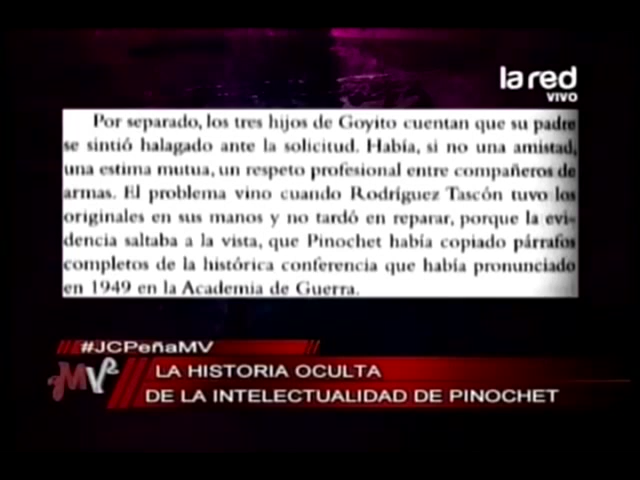 la red
VIVO
Por separado, los tres hijos de Goyito cuentan que su padre
se sintió halagado ante la solicitud. Había, si no una amistad,
una estima mutua, un respeto profesional entre compañeros de
armas. El problema vino cuando Rodríguez Tascón tuvo los
originales en sus manos y no tardó en reparar, porque la evi-
dencia saltaba a la vista, que Pinochet había copiado párrafos
completos de la histórica conferencia que había pronunciado
en 1949 en la Academia de Guerra.
#JCPeñaMV
MV
LA HISTORIA OCULTA
DE LA INTELECTUALIDAD DE PINOCHET